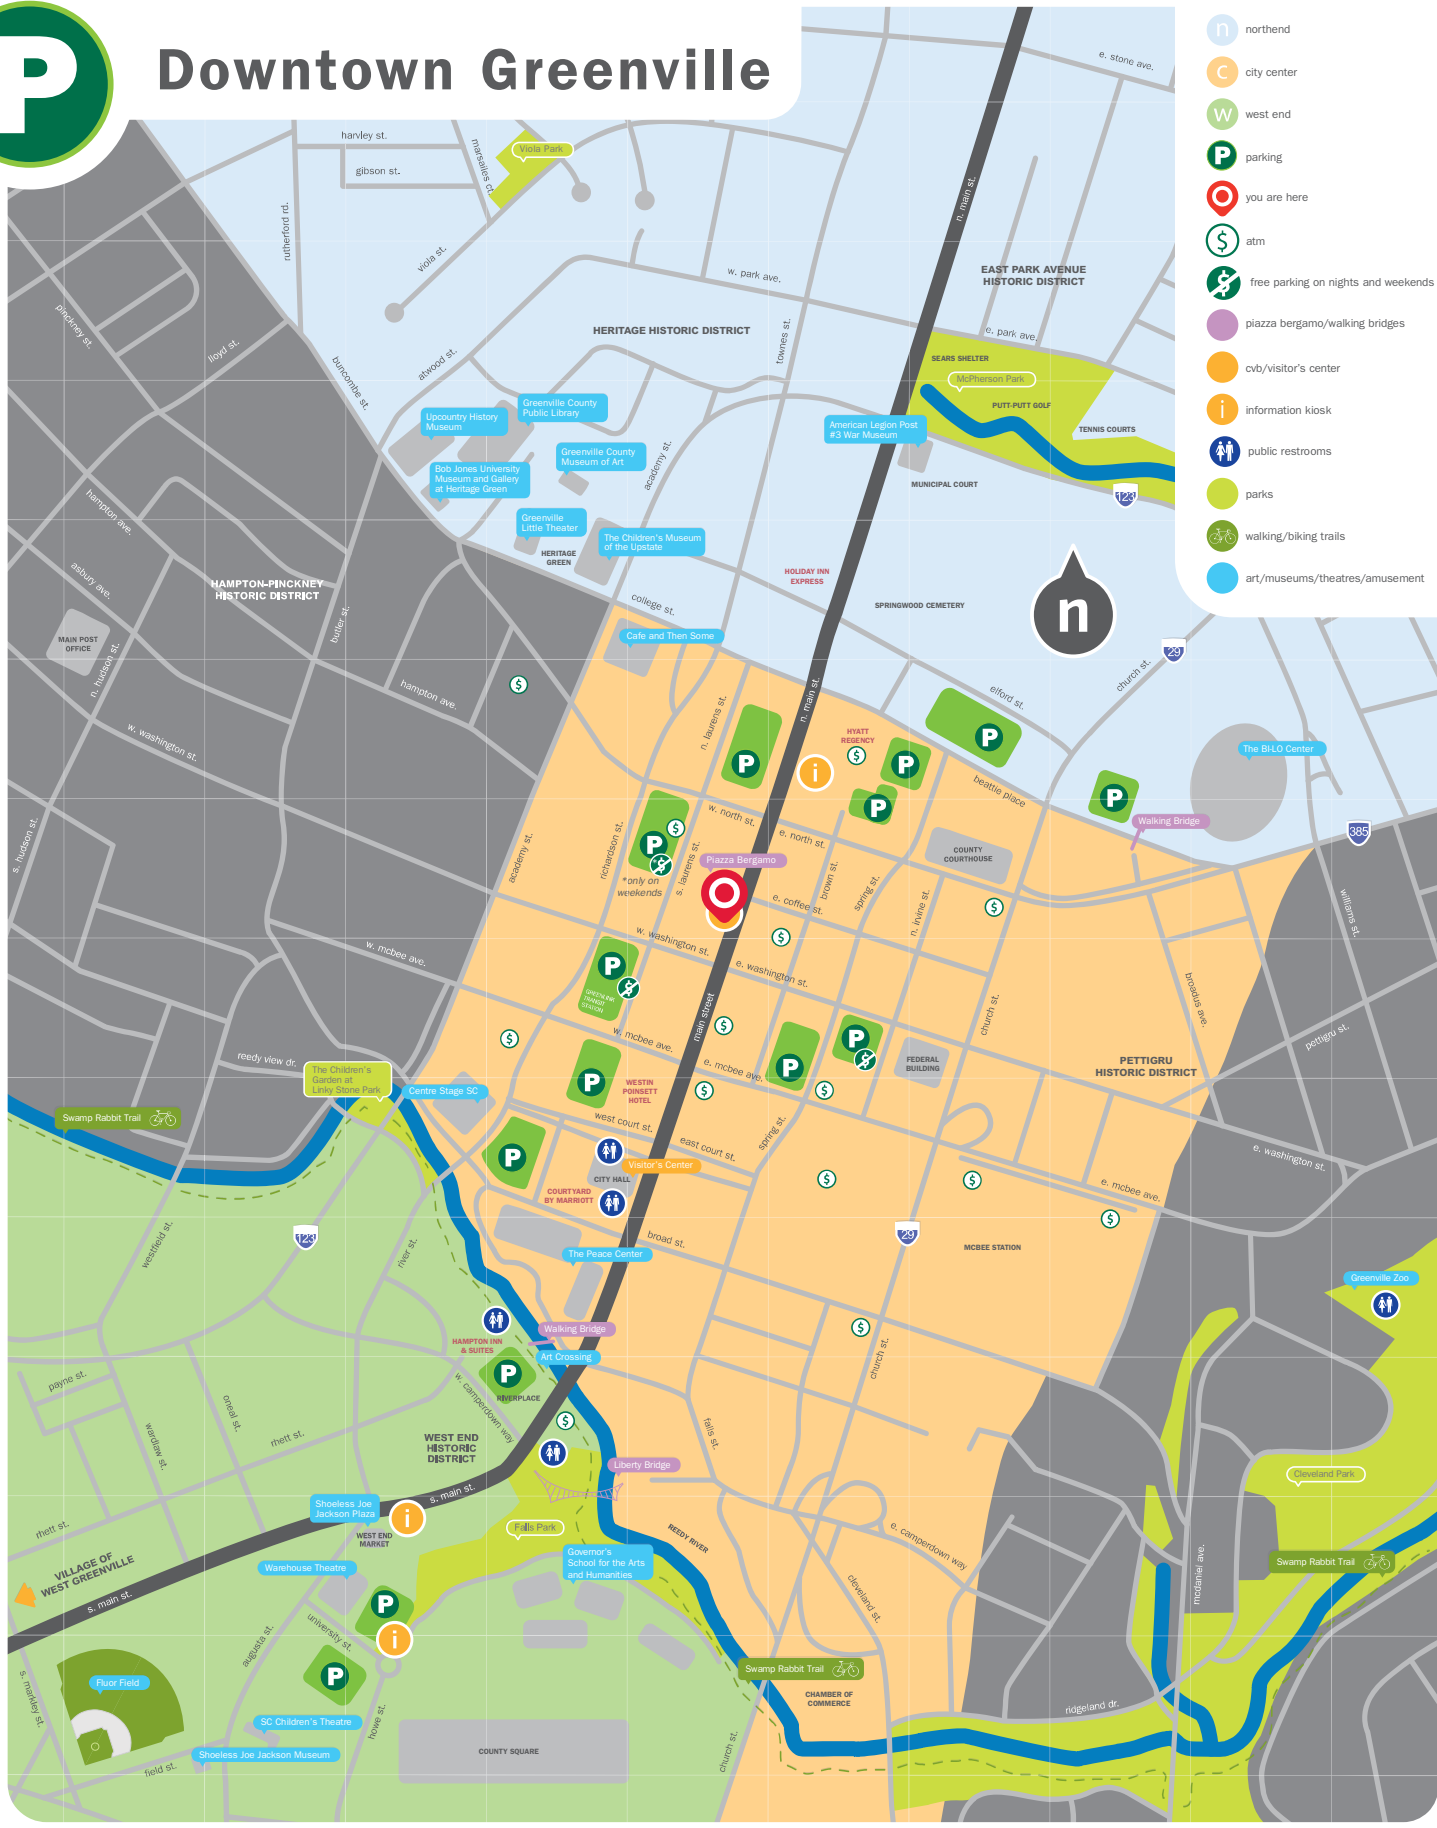 P
Downtown Greenville
n
northend
c
city center
w
west end
P
parking
you are here
$
atm
$
free parking on nights and weekends
piazza bergamo/walking bridges
cvb/visitor's center
i
information kiosk
public restrooms
parks
walking/biking trails
art/museums/theatres/amusement
e. stone ave.
harvley st.
gibson st.
marsailes ct.
Viola Park
rutherford rd.
viola st.
n. main st.
w. park ave.
EAST PARK AVENUE
HISTORIC DISTRICT
pinckney st.
lloyd st.
buncombe st.
atwood st.
HERITAGE HISTORIC DISTRICT
townes st.
e. park ave.
SEARS SHELTER
McPherson Park
PUTT-PUTT GOLF
TENNIS COURTS
Upcountry History
Museum
Greenville County
Public Library
American Legion Post
#3 War Museum
Greenville County
Museum of Art
academy st.
Bob Jones University
Museum and Gallery
at Heritage Green
MUNICIPAL COURT
123
hampton ave.
Greenville
Little Theater
The Children's Museum
of the Upstate
HERITAGE
GREEN
asbury ave.
HAMPTON-PINCKNEY
HISTORIC DISTRICT
HOLIDAY INN
EXPRESS
college st.
SPRINGWOOD CEMETERY
n
butler st.
MAIN POST
OFFICE
n. hudson st.
Cafe and Then Some
29
church st.
$
hampton ave.
n. main st.
elford st.
w. washington st.
n. laurens st.
HYATT
REGENCY
$
P
P
P
i
The BI-LO Center
beattie place
P
P
w. north st.
e. north st.
Walking Bridge
385
s. hudson st.
academy st.
richardson st.
P
$
$
*only on
weekends
s. laurens st.
Piazza Bergamo
COUNTY
COURTHOUSE
brown st.
spring st.
n. irvine st.
e. coffee st.
$
williams st.
w. mcbee ave.
w. washington st.
$
e. washington st.
P
$
GREENLINK
TRANSIT
STATION
main street
church st.
broadus ave.
pettigru st.
$
w. mcbee ave.
$
P
P
$
reedy view dr.
e. mcbee ave.
FEDERAL
BUILDING
PETTIGRU
HISTORIC DISTRICT
The Children's
Garden at
Linky Stone Park
Centre Stage SC
P
WESTIN
POINSETT
HOTEL
$
$
Swamp Rabbit Trail
west court st.
east court st.
spring st.
P
Visitor's Center
CITY HALL
e. washington st.
COURTYARD
BY MARRIOTT
$
$
e. mcbee ave.
$
123
westfield st.
river st.
broad st.
29
MCBEE STATION
The Peace Center
Greenville Zoo
HAMPTON INN
& SUITES
Walking Bridge
$
Art Crossing
church st.
P
RIVERPLACE
payne st.
w. camperdown way
oneal st.
wardlaw st.
rhett st.
$
falls st.
WEST END
HISTORIC
DISTRICT
Liberty Bridge
Cleveland Park
s. main st.
Shoeless Joe
Jackson Plaza
i
WEST END
MARKET
Falls Park
rhett st.
REEDY RIVER
e. camperdown way
VILLAGE OF
WEST GREENVILLE
Warehouse Theatre
Governor's
School for the Arts
and Humanities
Swamp Rabbit Trail
mcdaniel ave.
s. main st.
P
i
university st.
cleveland st.
augusta st.
P
s. markley st.
Fluor Field
Swamp Rabbit Trail
CHAMBER OF
COMMERCE
ridgeland dr.
SC Children's Theatre
howe st.
Shoeless Joe Jackson Museum
field st.
COUNTY SQUARE
church st.